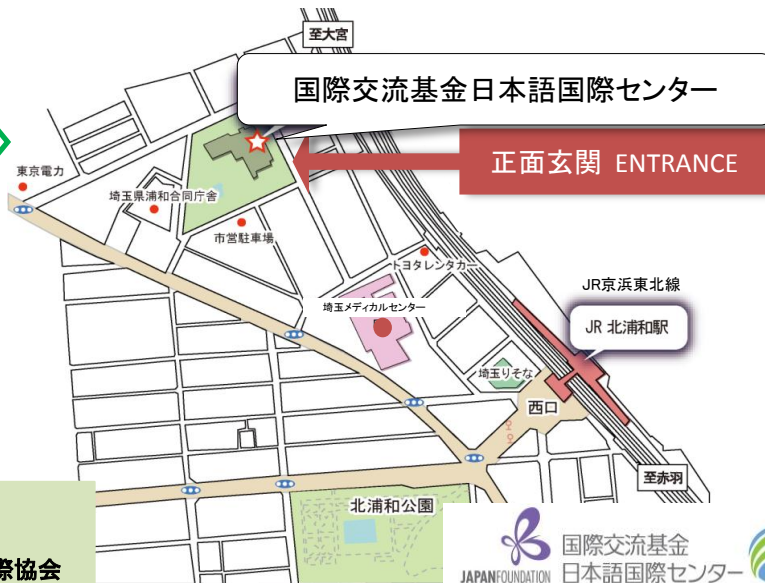 至大宮
国際交流基金日本語国際センター
正面玄関 ENTRANCE
東京電力
埼玉県浦和合同庁舎
市営駐車場
トヨタレンタカー
JR京浜東北線
埼玉メディカルセンター
JR 北浦和駅
埼玉りそな
西口
至赤羽
北浦和公園
際協会
国際交流基金
JAPANFOUNDATION 日本語国際センター